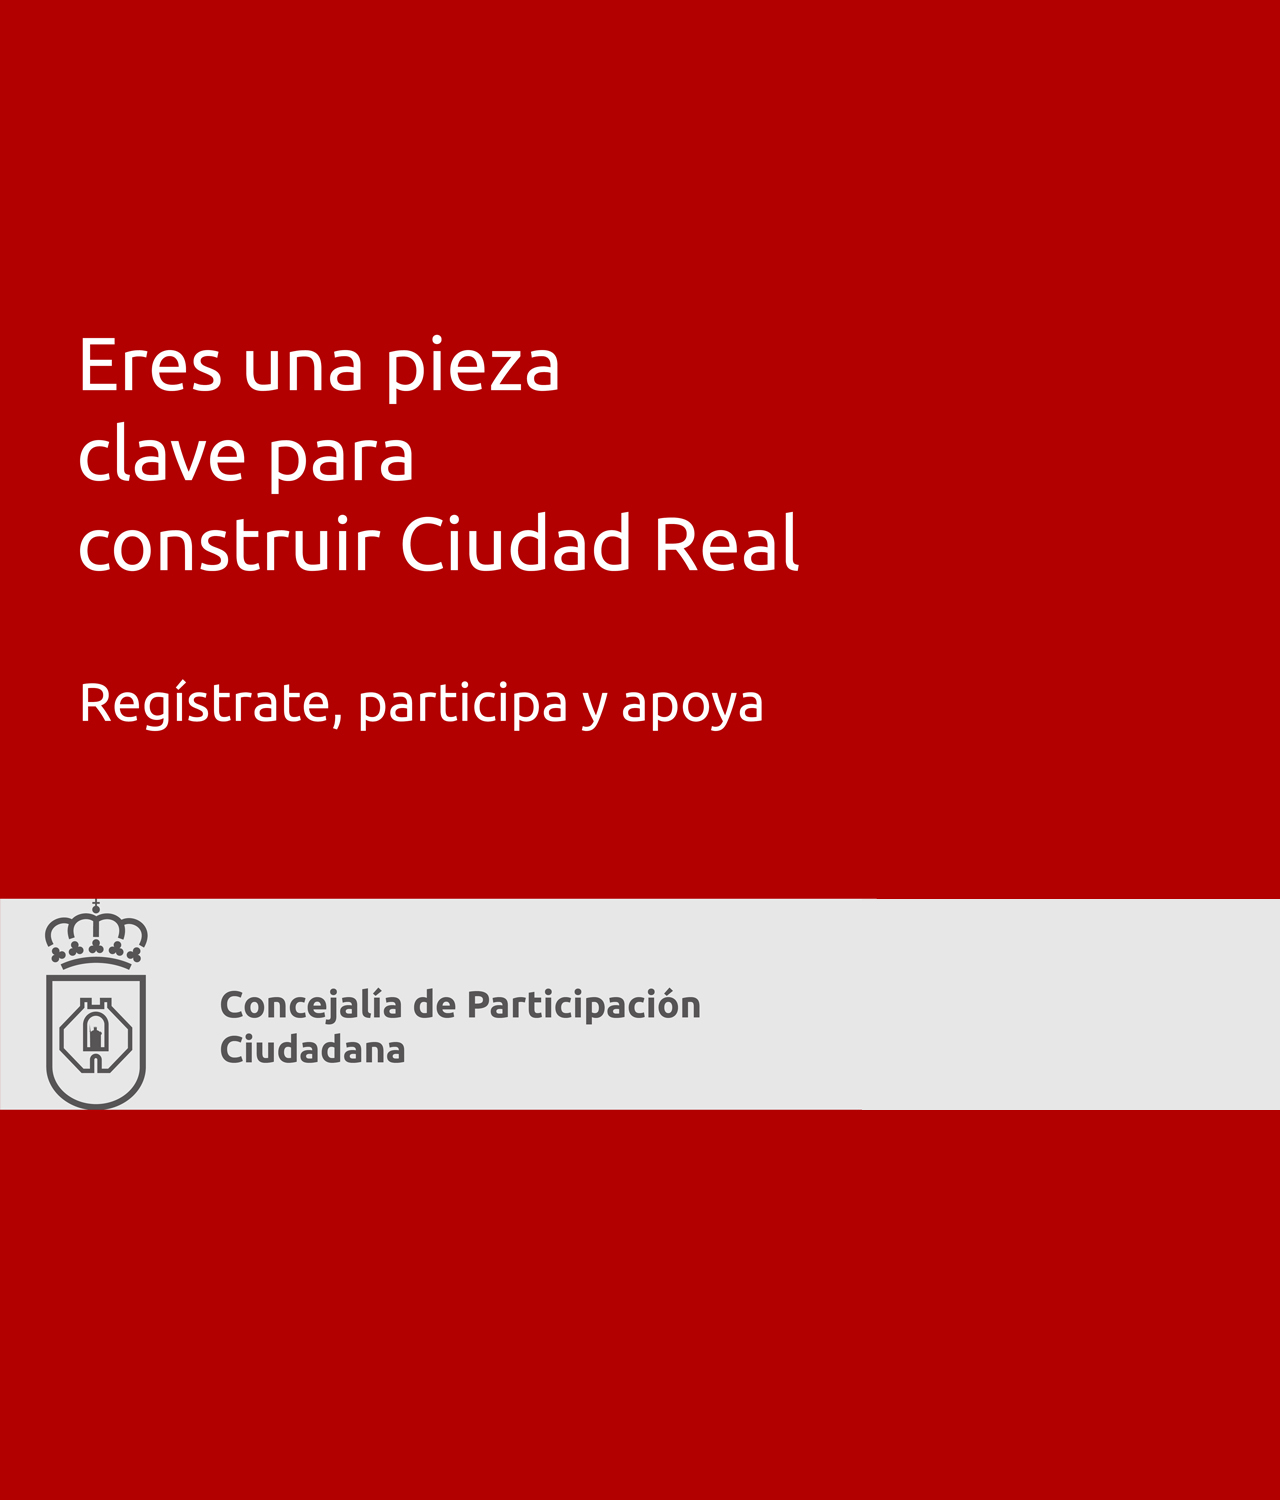 Eres una pieza
clave para
construir Ciudad Real
Regístrate, participa y apoya
Concejalía de Participación
Ciudadana